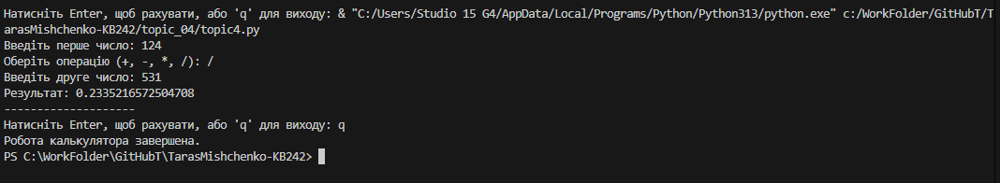 Натисніть Enter, щоб рахувати, або 'q' для виходу: & "C:/Users/Studio 15 G4/AppData/Local/Programs/Python/Python313/python.exe" c:/WorkFolder/GitHubT/T
arasMishchenko-KB242/topic_04/topic4.py
Введіть перше число: 124
Оберіть операцію (+, -, *, /): /
Введіть друге число: 531
Результат: 0.2335216572504708
--------------------
Натисніть Enter, щоб рахувати, або 'q' для виходу: q
Робота калькулятора завершена.
PS C:\WorkFolder\GitHubT\TarasMishchenko-KB242>